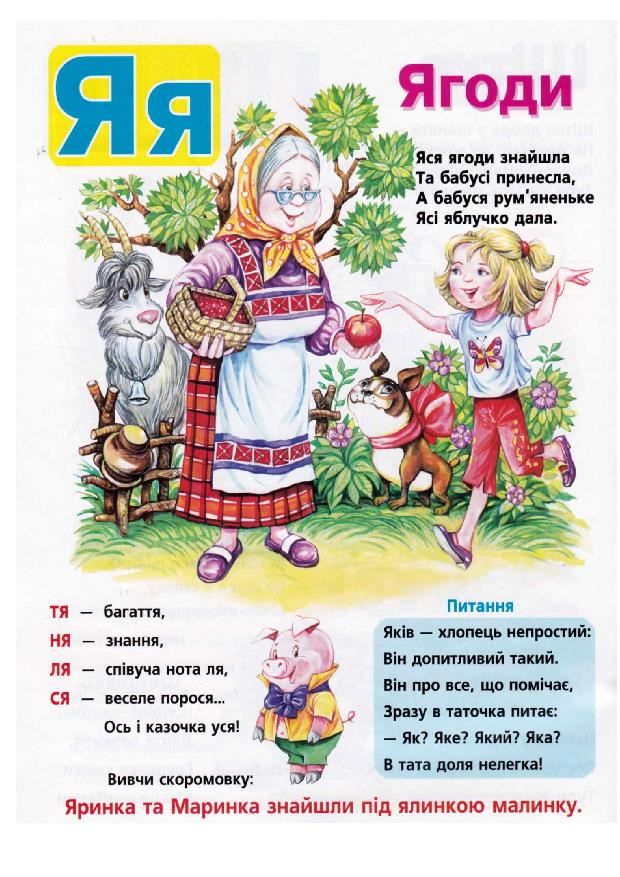 Яя
Ягоди
Яся ягоди знайшла
Та бабусі принесла,
А бабуся рум'яненьке
Ясі яблучко дала.
ТЯ — багаття,
НЯ — знання,
ЛЯ — співуча нота ля,
СЯ — веселе порося...
Ось і казочка уся!
Питання
Яків — хлопець непростий:
Він допитливий такий.
Він про все, що помічає,
Зразу в таточка питає:
— Як? Яке? Який? Яка?
В тата доля нелегка!
Вивчи скоромовку:
Яринка та Маринка знайшли під ялинкою малинку.